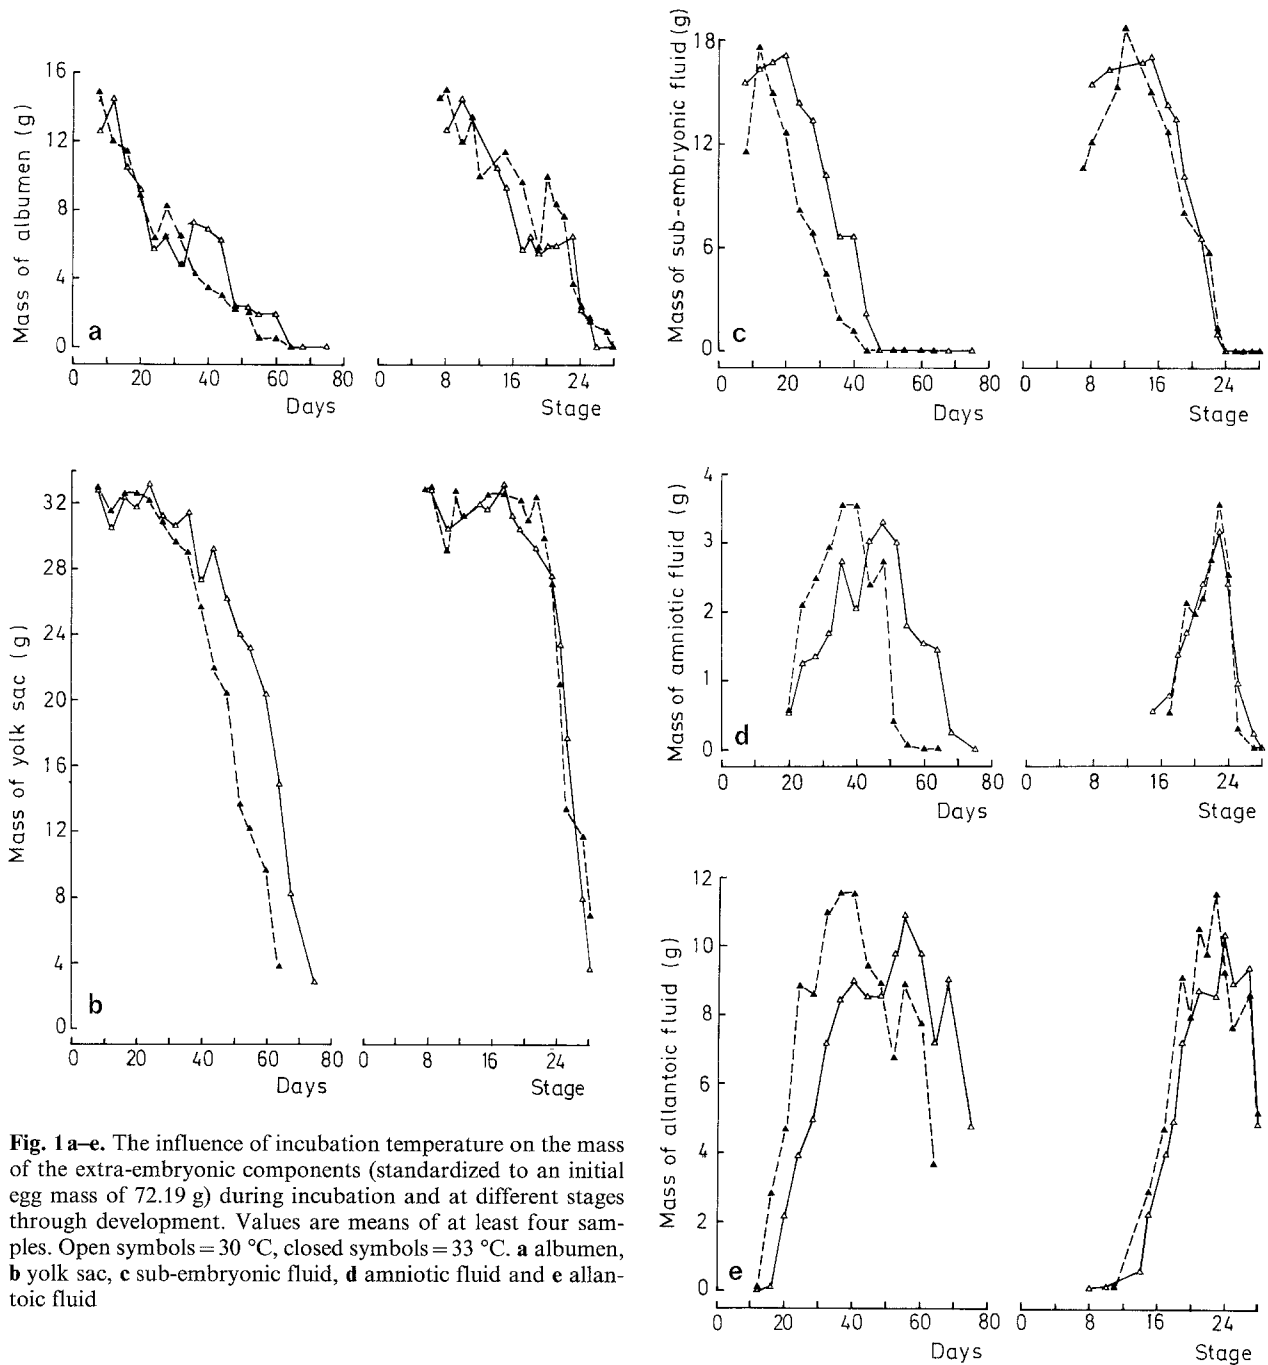 Mass of albumen (g)
16
12
8
4
0
a
0 20 40 60 80
Days
0 8 16 24
Stage
Mass of yolk sac (g)
32
28
24
20
16
12
8
4
0
b
0 20 40 60 80
Days
0 8 16 24
Stage
Mass of sub-embryonic fluid (g)
18
12
6
0
c
0 20 40 60 80
Days
0 8 16 24
Stage
Mass of amniotic fluid (g)
4
3
2
1
0
d
0 20 40 60 80
Days
0 8 16 24
Stage
Mass of allantoic fluid (g)
12
10
8
6
4
2
0
e
0 20 40 60 80
Days
0 8 16 24
Stage
Fig. 1a–e. The influence of incubation temperature on the mass
of the extra-embryonic components (standardized to an initial
egg mass of 72.19 g) during incubation and at different stages
through development. Values are means of at least four sam-
ples. Open symbols = 30 °C, closed symbols = 33 °C. a albumen,
b yolk sac, c sub-embryonic fluid, d amniotic fluid and e allan-
toic fluid